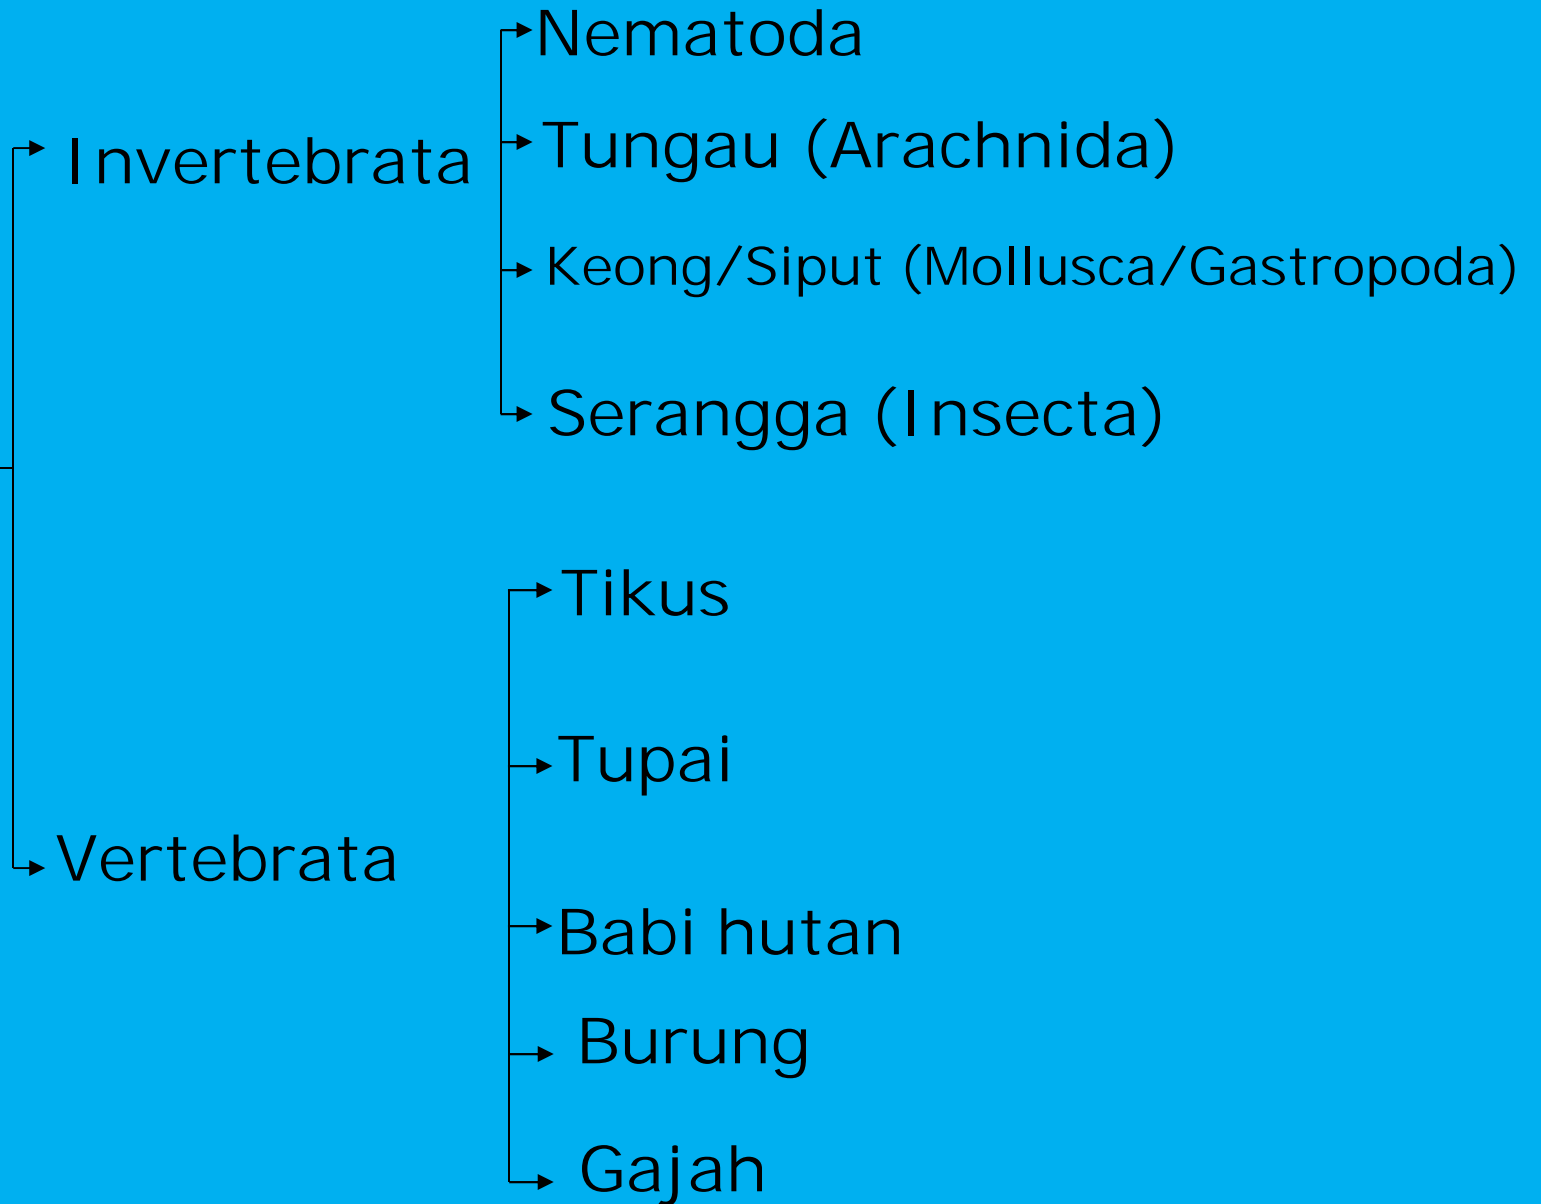 Nematoda
Invertebrata
Tungau (Arachnida)
Keong/Siput (Mollusca/Gastropoda)
Serangga (Insecta)
Tikus
Tupai
Vertebrata
Babi hutan
Burung
Gajah